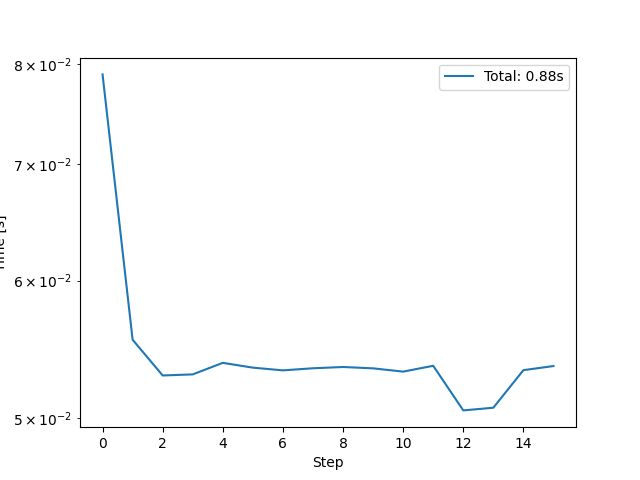 8 × 10⁻²
7 × 10⁻²
6 × 10⁻²
5 × 10⁻²
Total: 0.88s
0 2 4 6 8 10 12 14
Step
[s]